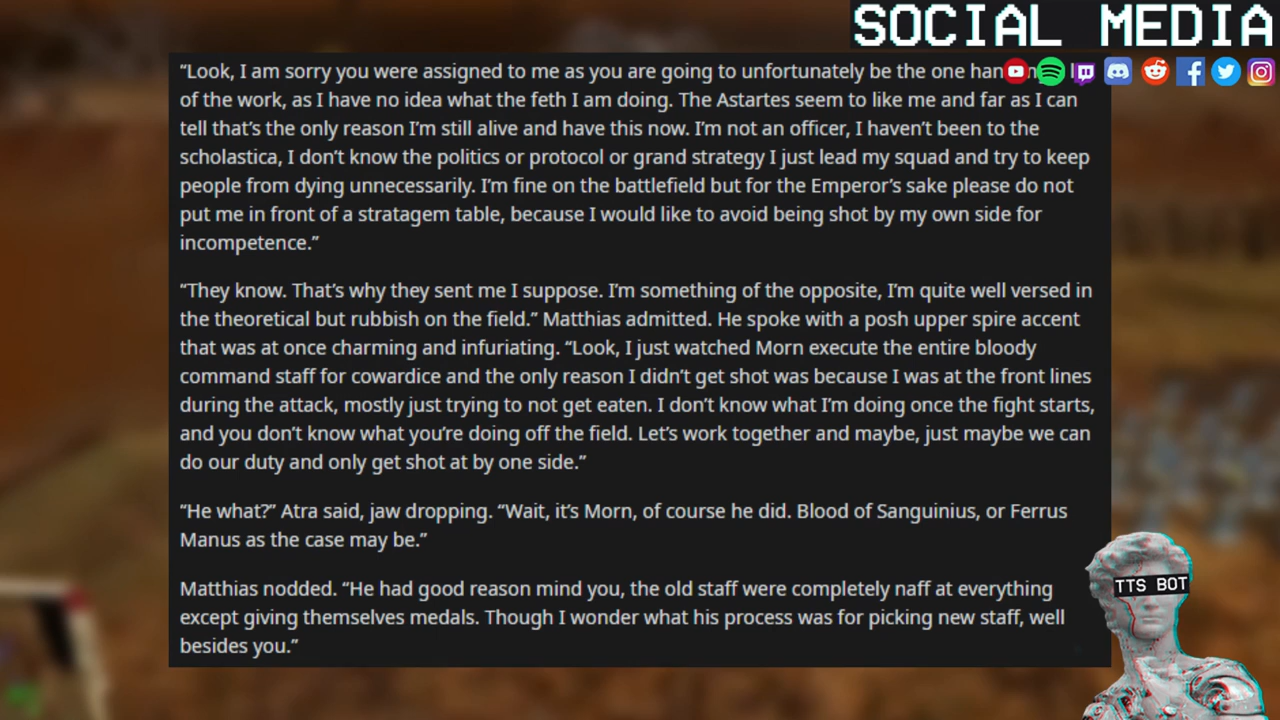 SOCIAL MEDIA
“Look, I am sorry you were assigned to me as you are going to unfortunately be the one
of the work, as I have no idea what the feth I am doing. The Astartes seem to like me and far as I can
tell that’s the only reason I’m still alive and have this now. I’m not an officer, I haven’t been to the
scholastica, I don’t know the politics or protocol or grand strategy I just lead my squad and try to keep
people from dying unnecessarily. I’m fine on the battlefield but for the Emperor’s sake please do not
put me in front of a stratagem table, because I would like to avoid being shot by my own side for
incompetence.”
“They know. That’s why they sent me I suppose. I’m something of the opposite, I’m quite well versed in
the theoretical but rubbish on the field.” Matthias admitted. He spoke with a posh upper spire accent
that was at once charming and infuriating. “Look, I just watched Morn execute the entire bloody
command staff for cowardice and the only reason I didn’t get shot was because I was at the front lines
during the attack, mostly just trying to not get eaten. I don’t know what I’m doing once the fight starts,
and you don’t know what you’re doing off the field. Let’s work together and maybe, just maybe we can
do our duty and only get shot at by one side.”
“He what?” Atra said, jaw dropping. “Wait, it’s Morn, of course he did. Blood of Sanguinius, or Ferrus
Manus as the case may be.”
Matthias nodded. “He had good reason mind you, the old staff were completely naff at everything
except giving themselves medals. Though I wonder what his process was for picking new staff, well
besides you.”
TTS BOT